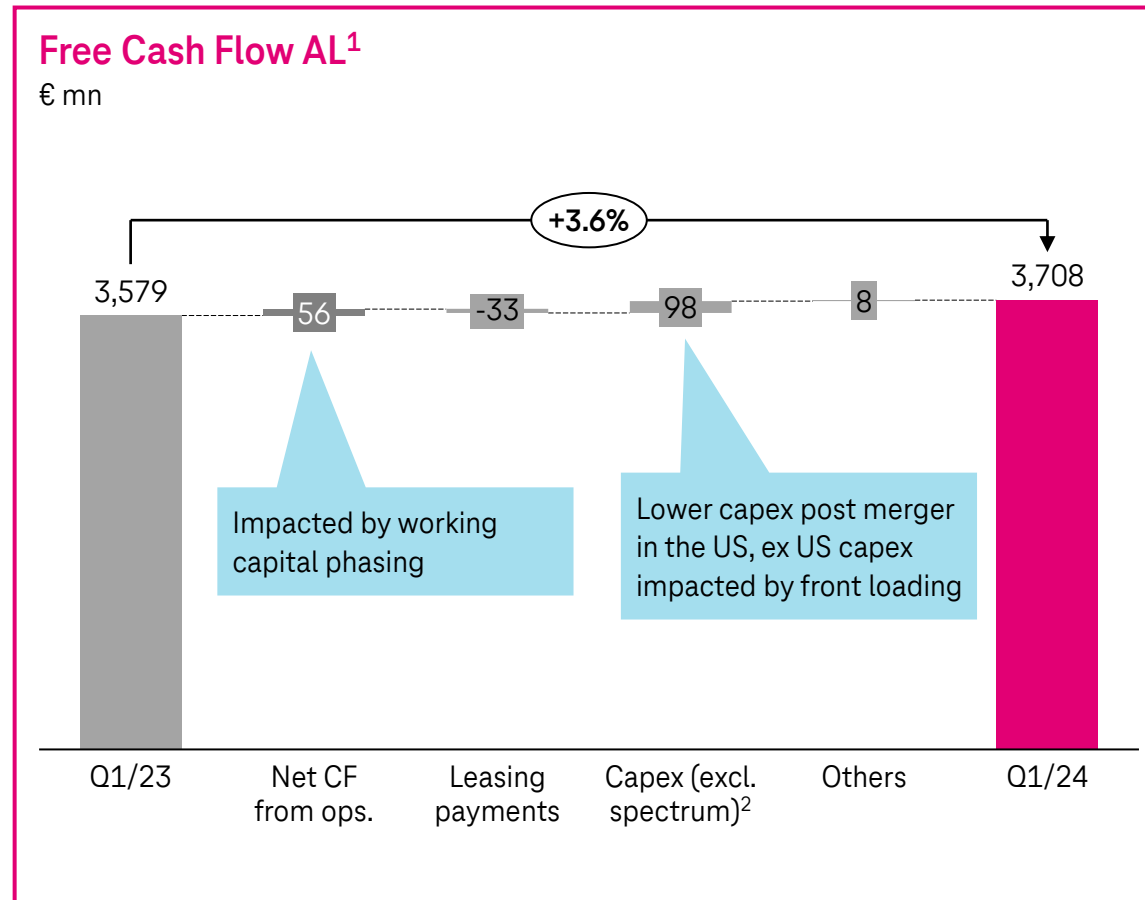 Free Cash Flow AL¹
€ mn
+3.6%
3,579
56
-33
98
8
3,708
Impacted by working
capital phasing
Lower capex post merger
in the US, ex US capex
impacted by front loading
Q1/23
Net CF
from ops.
Leasing
payments
Capex (excl.
spectrum)²
Others
Q1/24